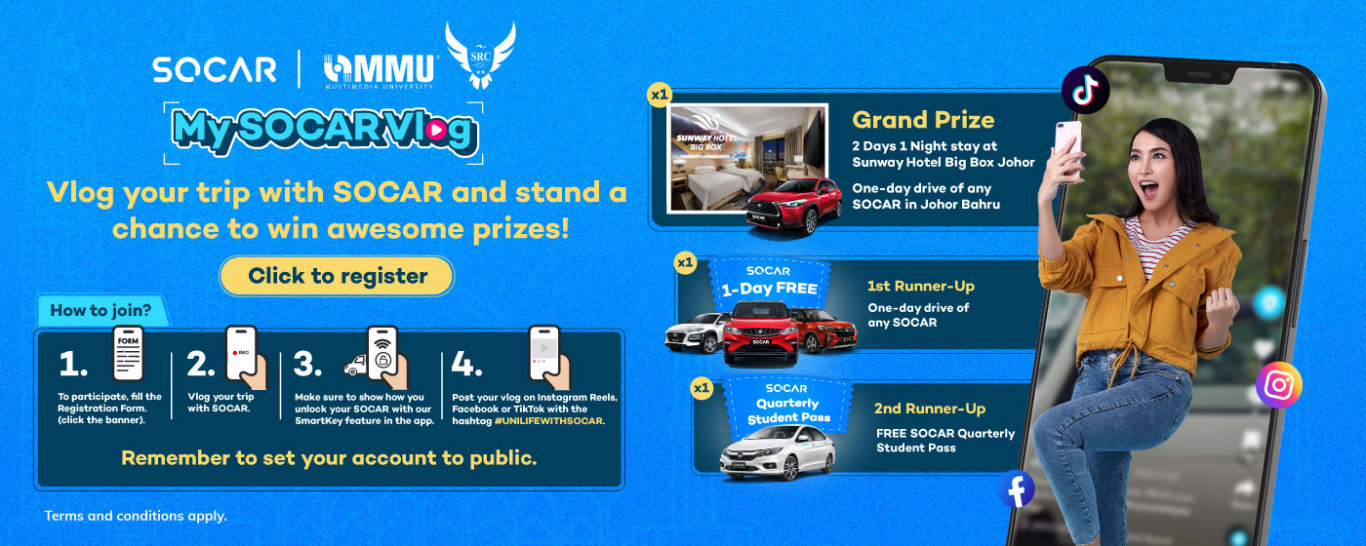 SOCAR
MMU
MULTIMEDIA UNIVERSITY
SRC
My SOCAR Vlog
Vlog your trip with SOCAR and stand a
chance to win awesome prizes!
Click to register
How to join?
1.
FORM
To participate, fill the
Registration Form.
(click the banner).
2.
REC
Vlog your trip
with SOCAR.
3.
Make sure to show how you
unlock your SOCAR with our
SmartKey feature in the app.
4.
Post your vlog on Instagram Reels,
Facebook or TikTok with the
hashtag #UNILIFEWITHSOCAR.
Remember to set your account to public.
Terms and conditions apply.
x1
SUNWAY HOTEL
BIG BOX
SOCAR
Grand Prize
2 Days 1 Night stay at
Sunway Hotel Big Box Johor
One-day drive of any
SOCAR in Johor Bahru
x1
SOCAR
1-Day FREE
SOCAR
1st Runner-Up
One-day drive of
any SOCAR
x1
SOCAR
Quarterly
Student Pass
2nd Runner-Up
FREE SOCAR Quarterly
Student Pass